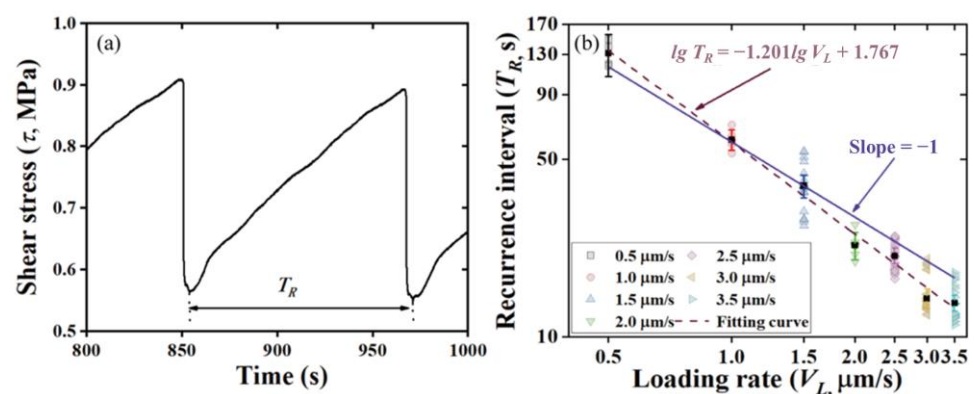 (a)
Shear stress (τ, MPa)
1.0
0.9
0.8
0.7
0.6
0.5
T_R
800
850
900
950
1000
Time (s)
(b)
Recurrence interval (T_R, s)
170
130
90
50
10
lg T_R = −1.201lg V_L + 1.767
Slope = −1
0.5 μm/s
1.0 μm/s
1.5 μm/s
2.0 μm/s
2.5 μm/s
3.0 μm/s
3.5 μm/s
Fitting curve
0.5
1.0
1.5
2.0
2.5
3.0
3.5
Loading rate (V_L, μm/s)